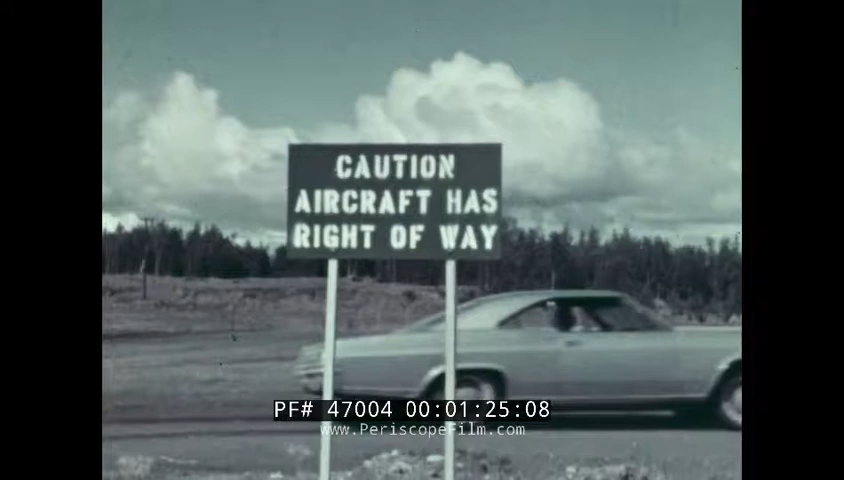 CAUTION
AIRCRAFT HAS
RIGHT OF WAY
PF# 47004 00:01:25:08
www.PeriscopeFilm.com